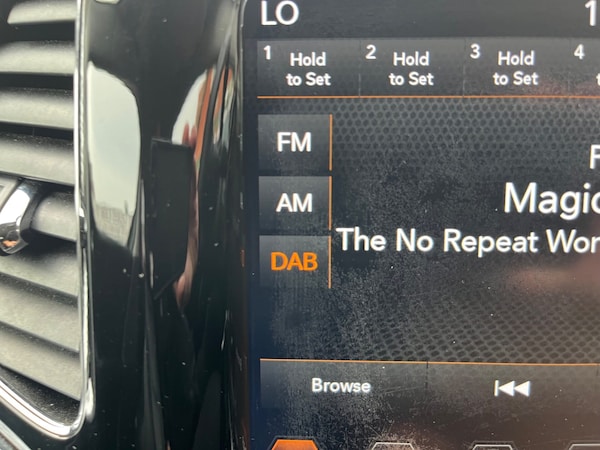 LO
1 Hold to Set
2 Hold to Set
3 Hold to Set
4
FM
AM
Magic
The No Repeat Wor
DAB
Browse